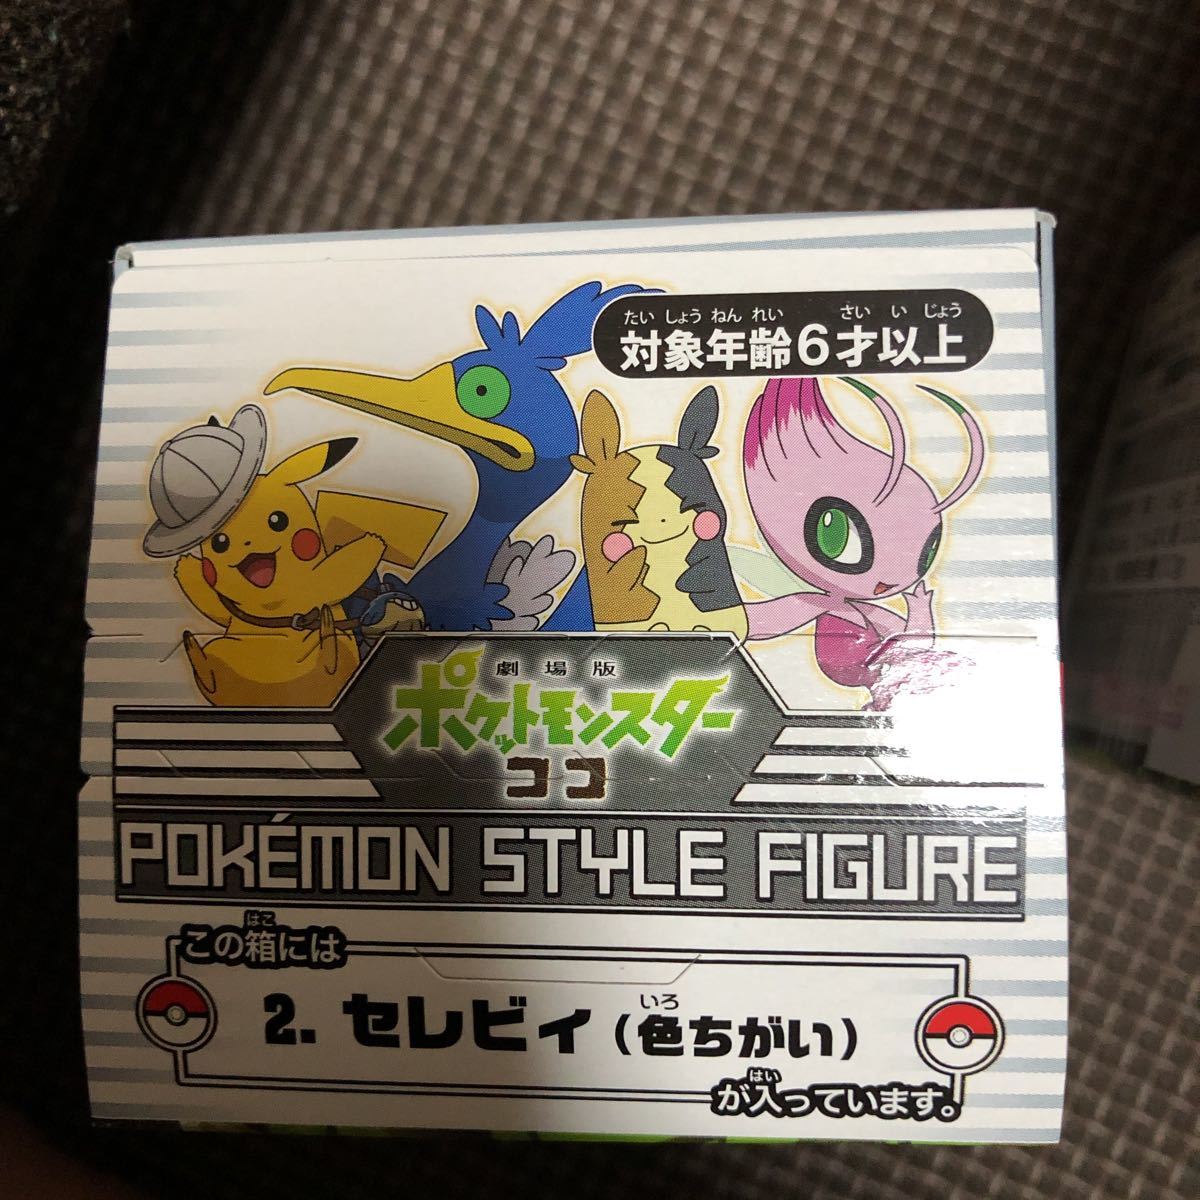 たいしょうねんれい さいいじょう
対象年齢6才以上
劇場版
ポケットモンスター
ココ
POKÉMON STYLE FIGURE
はこ
この箱には
いろ
2. セレビィ(色ちがい)
はい
が入っています。